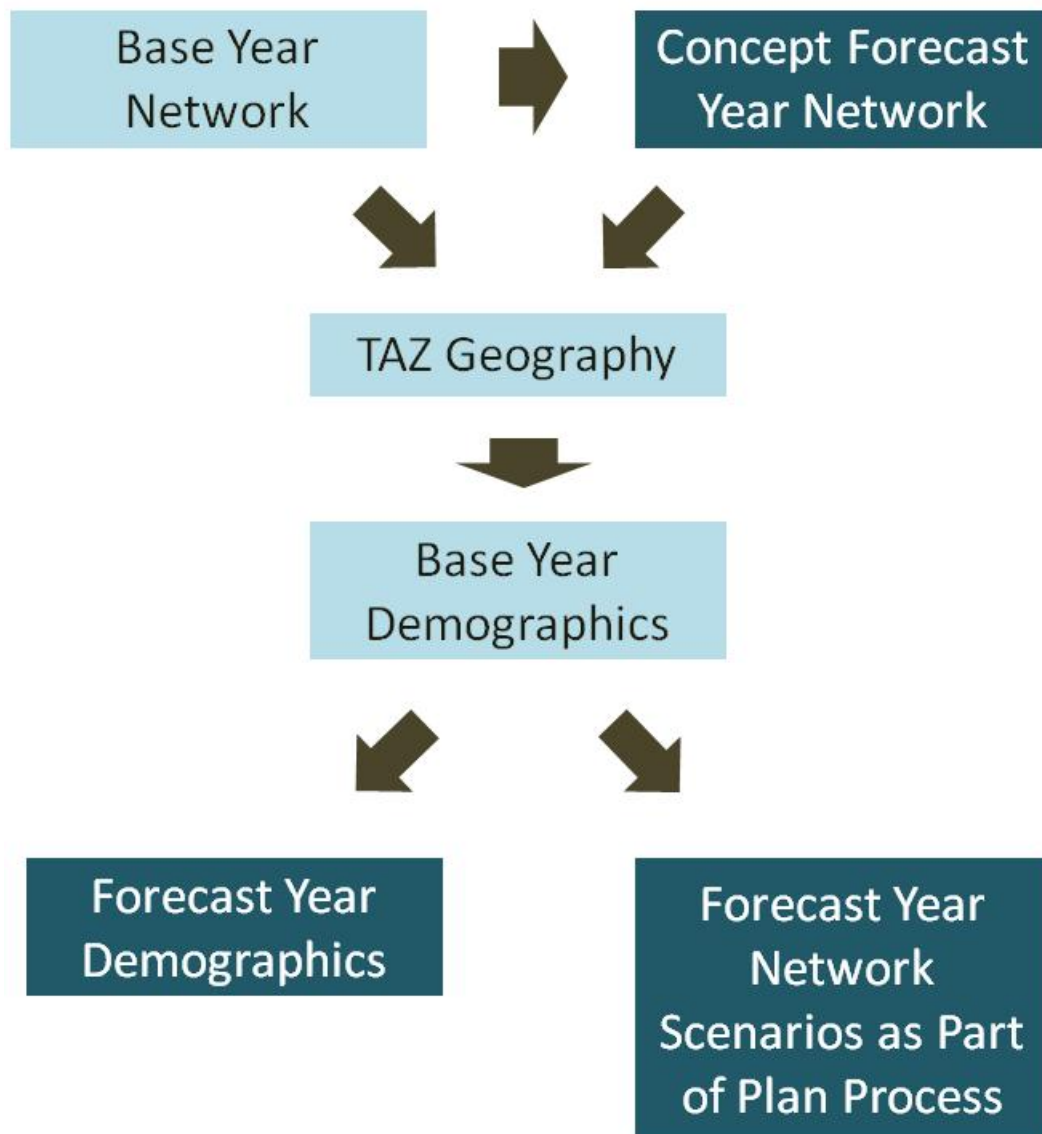 Base Year
Network
Concept Forecast
Year Network
TAZ Geography
Base Year
Demographics
Forecast Year
Demographics
Forecast Year
Network
Scenarios as Part
of Plan Process